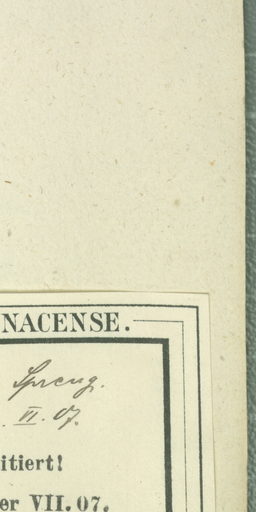 NACENSE.
Spreng.
. VI. 07.
itiert!
er VII. 07.